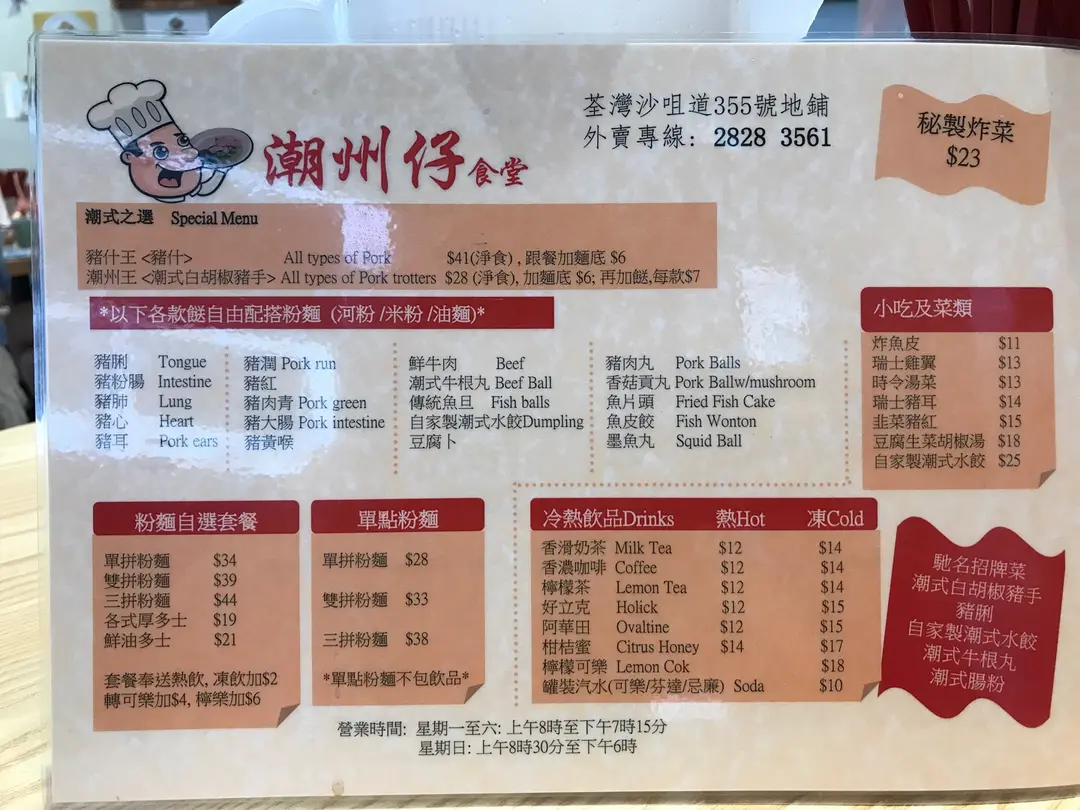 潮州仔食堂
荃灣沙咀道355號地鋪
外賣專線: 2828 3561
秘製炸菜
$23
潮式之選 Special Menu
豬什王 <豬什> All types of Pork $41(淨食) , 跟餐加麵底 $6
潮州王 <潮式白胡椒豬手> All types of Pork trotters $28 (淨食), 加麵底 $6; 再加餸,每款$7
*以下各款餸自由配搭粉麵 (河粉 /米粉 /油麵)*
豬脷 Tongue
豬粉腸 Intestine
豬肺 Lung
豬心 Heart
豬耳 Pork ears
豬潤 Pork run
豬紅
豬肉青 Pork green
豬大腸 Pork intestine
豬黃喉
鮮牛肉 Beef
潮式牛根丸 Beef Ball
傳統魚旦 Fish balls
自家製潮式水餃Dumpling
豆腐卜
豬肉丸 Pork Balls
香菇貢丸 Pork Ballw/mushroom
魚片頭 Fried Fish Cake
魚皮餃 Fish Wonton
墨魚丸 Squid Ball
小吃及菜類
炸魚皮 $11
瑞士雞翼 $13
時令湯菜 $13
瑞士豬耳 $14
韭菜豬紅 $15
豆腐生菜胡椒湯 $18
自家製潮式水餃 $25
粉麵自選套餐
單拼粉麵 $34
雙拼粉麵 $39
三拼粉麵 $44
各式厚多士 $19
鮮油多士 $21
套餐奉送熱飲, 凍飲加$2
轉可樂加$4, 檸樂加$6
單點粉麵
單拼粉麵 $28
雙拼粉麵 $33
三拼粉麵 $38
*單點粉麵不包飲品*
冷熱飲品Drinks 熱Hot 凍Cold
香滑奶茶 Milk Tea $12 $14
香濃咖啡 Coffee $12 $14
檸檬茶 Lemon Tea $12 $14
好立克 Holick $12 $15
阿華田 Ovaltine $12 $15
柑桔蜜 Citrus Honey $14 $17
檸檬可樂 Lemon Cok $18
罐裝汽水(可樂/芬達/忌廉) Soda $10
馳名招牌菜
潮式白胡椒豬手
豬脷
自家製潮式水餃
潮式牛根丸
潮式腸粉
營業時間: 星期一至六: 上午8時至下午7時15分
星期日: 上午8時30分至下午6時